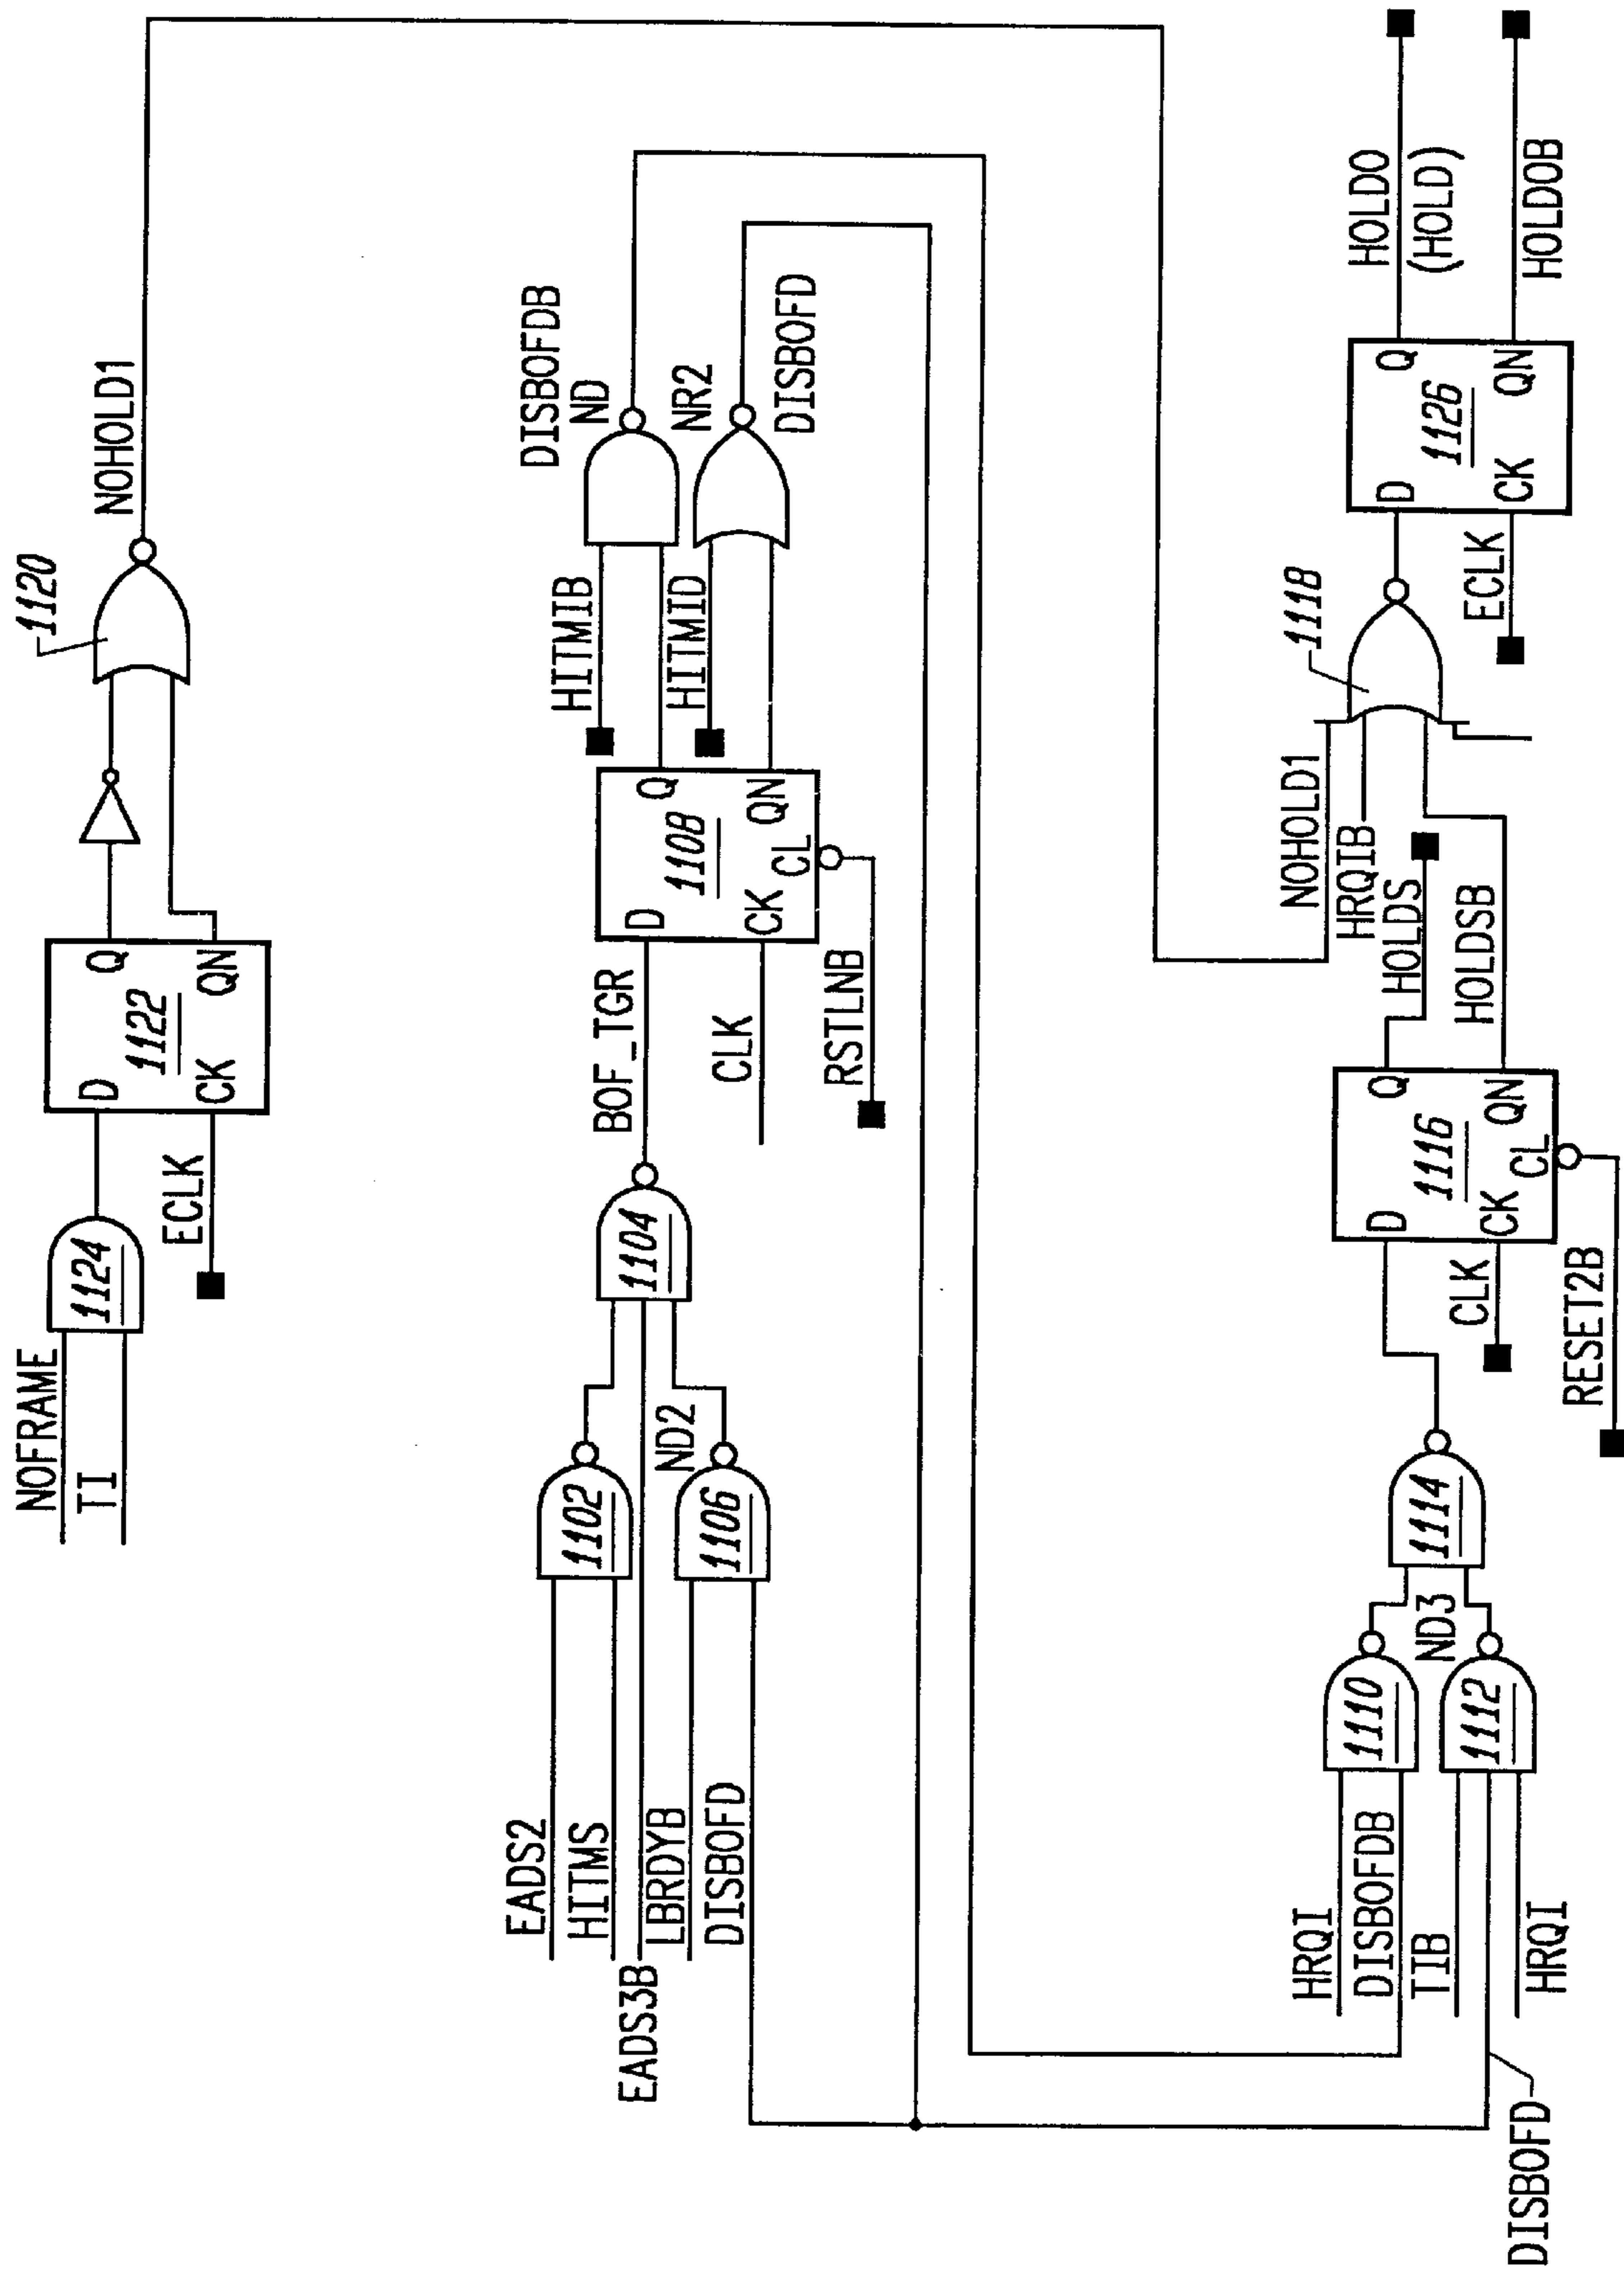 NOFRAME
TI
1124
ECLK
D
1122
CK
Q
QN
1120
NOHOLD1
EADS2
HITMS
EADS3B
LBRDYB
DISBOFD
1102
ND2
1106
1104
BOF_TGR
CLK
RSTLNB
D
1108
CK
CL
Q
QN
HITMIB
HITMID
DISBOFDB
ND
NR2
DISBOFD
HRQI
DISBOFDB
TIB
HRQI
DISBOFD
1110
ND3
1112
1114
CLK
RESET2B
D
1116
CK
CL
Q
QN
NOHOLD1
HRQIB
HOLDS
HOLDSB
1118
ECLK
D
1126
CK
Q
QN
HOLDO
(HOLD)
HOLDOB